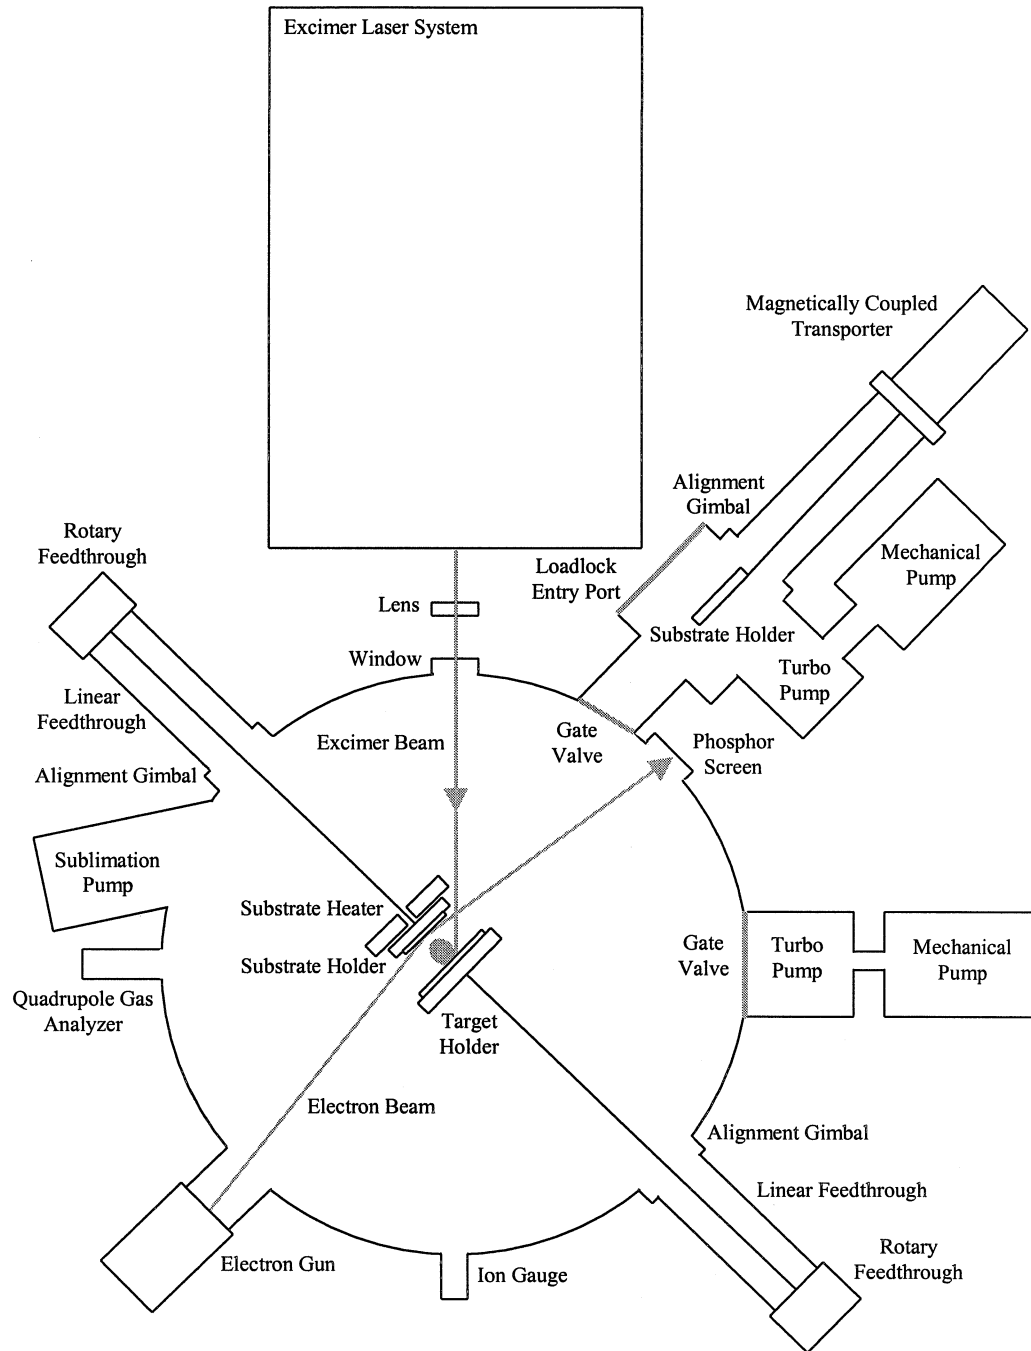 Excimer Laser System
Magnetically Coupled
Transporter
Alignment
Gimbal
Rotary
Feedthrough
Mechanical
Pump
Loadlock
Entry Port
Lens
Substrate Holder
Window
Turbo
Pump
Linear
Feedthrough
Gate
Valve
Excimer Beam
Phosphor
Screen
Alignment Gimbal
Sublimation
Pump
Substrate Heater
Gate
Valve
Turbo
Pump
Mechanical
Pump
Substrate Holder
Quadrupole Gas
Analyzer
Target
Holder
Electron Beam
Alignment Gimbal
Linear Feedthrough
Rotary
Feedthrough
Electron Gun
Ion Gauge